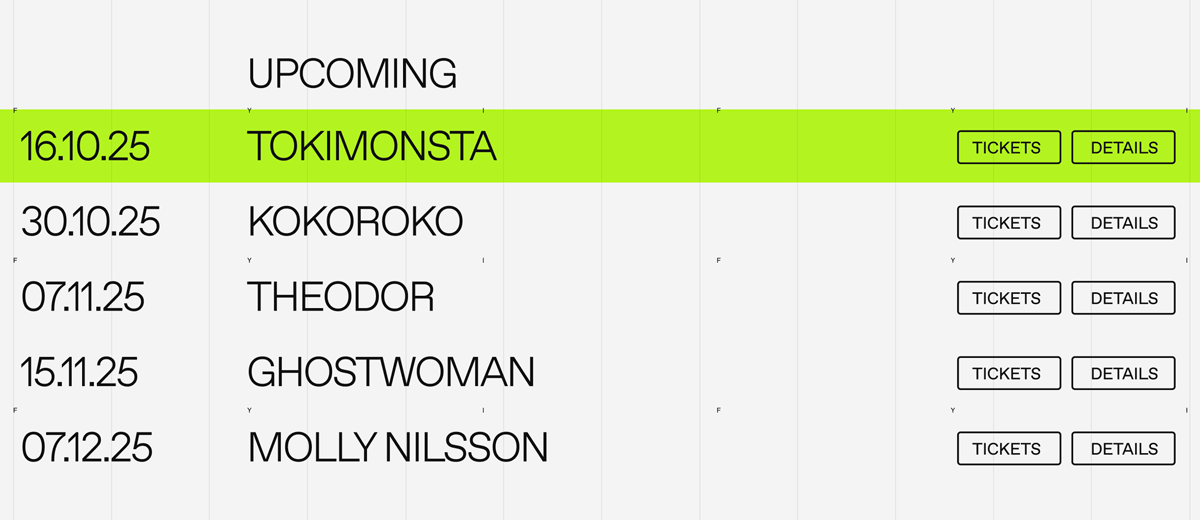 UPCOMING
F Y I F Y I
16.10.25 TOKIMONSTA TICKETS DETAILS
30.10.25 KOKOROKO TICKETS DETAILS
F Y I F Y I
07.11.25 THEODOR TICKETS DETAILS
15.11.25 GHOSTWOMAN TICKETS DETAILS
F Y I F Y I
07.12.25 MOLLY NILSSON TICKETS DETAILS